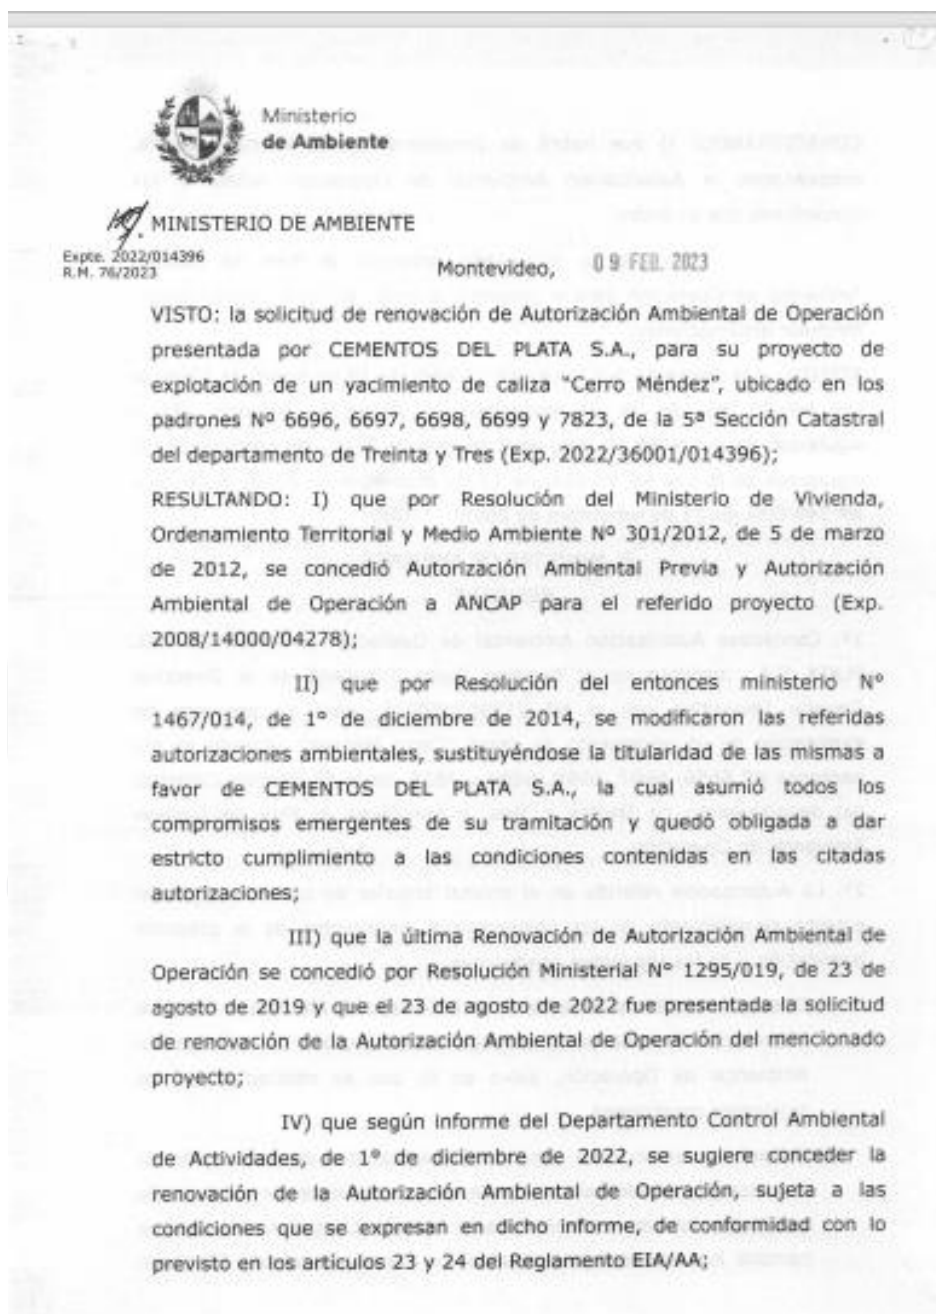 Ministerio
de Ambiente
MINISTERIO DE AMBIENTE
Expte. 2022/014396
R.M. 76/2023
Montevideo, 09 FEB. 2023
VISTO: la solicitud de renovación de Autorización Ambiental de Operación
presentada por CEMENTOS DEL PLATA S.A., para su proyecto de
explotación de un yacimiento de caliza "Cerro Méndez", ubicado en los
padrones Nº 6696, 6697, 6698, 6699 y 7823, de la 5ª Sección Catastral
del departamento de Treinta y Tres (Exp. 2022/36001/014396);
RESULTANDO: I) que por Resolución del Ministerio de Vivienda,
Ordenamiento Territorial y Medio Ambiente Nº 301/2012, de 5 de marzo
de 2012, se concedió Autorización Ambiental Previa y Autorización
Ambiental de Operación a ANCAP para el referido proyecto (Exp.
2008/14000/04278);
II) que por Resolución del entonces ministerio Nº
1467/014, de 1º de diciembre de 2014, se modificaron las referidas
autorizaciones ambientales, sustituyéndose la titularidad de las mismas a
favor de CEMENTOS DEL PLATA S.A., la cual asumió todos los
compromisos emergentes de su tramitación y quedó obligada a dar
estricto cumplimiento a las condiciones contenidas en las citadas
autorizaciones;
III) que la última Renovación de Autorización Ambiental de
Operación se concedió por Resolución Ministerial Nº 1295/019, de 23 de
agosto de 2019 y que el 23 de agosto de 2022 fue presentada la solicitud
de renovación de la Autorización Ambiental de Operación del mencionado
proyecto;
IV) que según informe del Departamento Control Ambiental
de Actividades, de 1º de diciembre de 2022, se sugiere conceder la
renovación de la Autorización Ambiental de Operación, sujeta a las
condiciones que se expresan en dicho informe, de conformidad con lo
previsto en los artículos 23 y 24 del Reglamento EIA/AA;